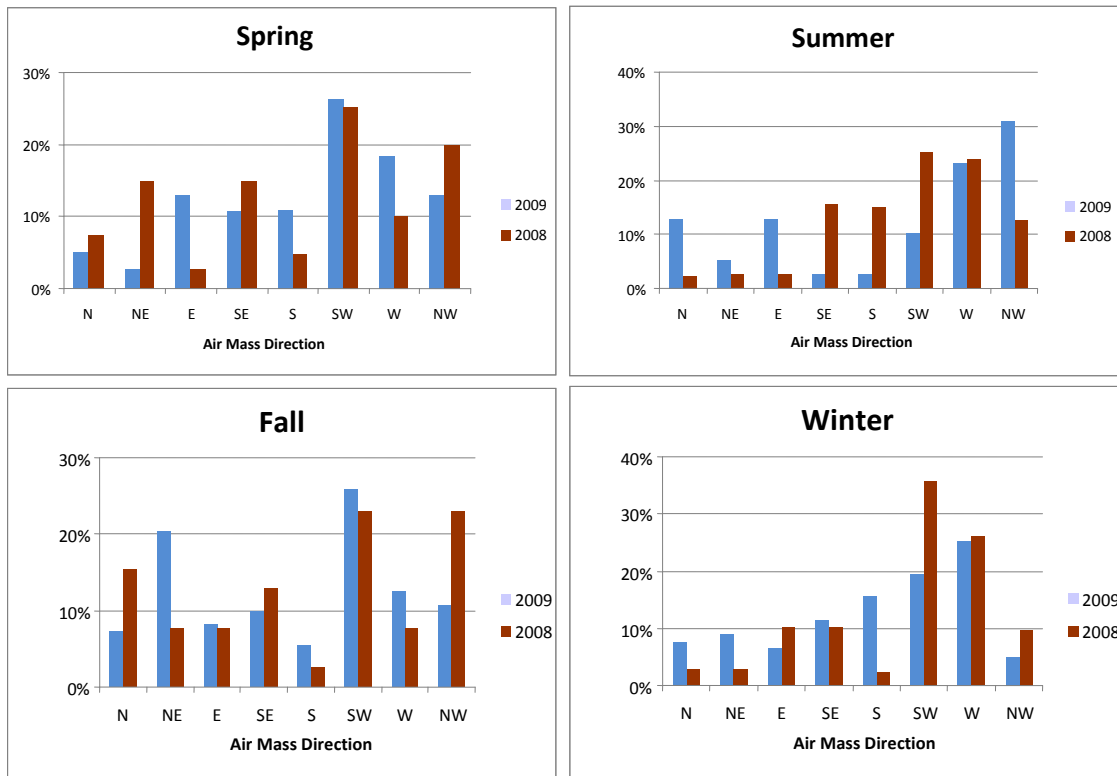 Spring
30%
20%
10%
0%
N NE E SE S SW W NW
Air Mass Direction
2009
2008
Summer
40%
30%
20%
10%
0%
N NE E SE S SW W NW
Air Mass Direction
2009
2008
Fall
30%
20%
10%
0%
N NE E SE S SW W NW
Air Mass Direction
2009
2008
Winter
40%
30%
20%
10%
0%
N NE E SE S SW W NW
Air Mass Direction
2009
2008